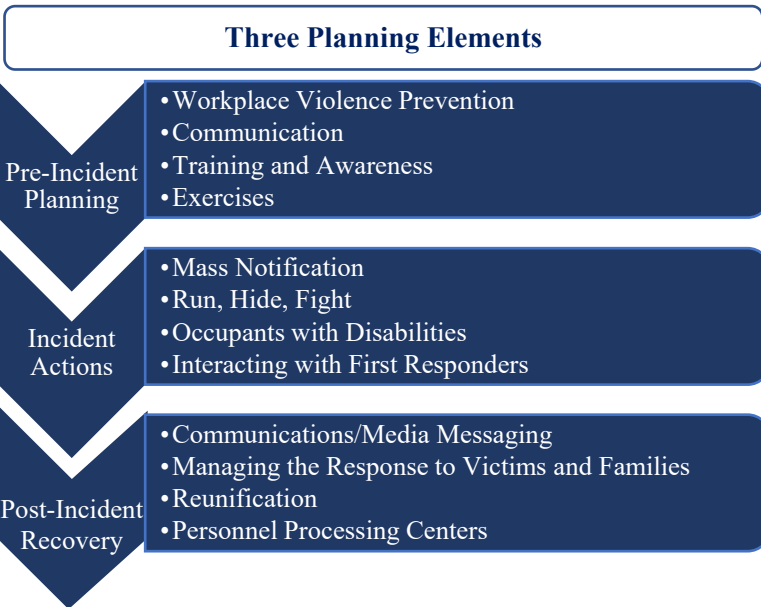 Three Planning Elements
Pre-Incident
Planning
•Workplace Violence Prevention
•Communication
•Training and Awareness
•Exercises
Incident
Actions
•Mass Notification
•Run, Hide, Fight
•Occupants with Disabilities
•Interacting with First Responders
Post-Incident
Recovery
•Communications/Media Messaging
•Managing the Response to Victims and Families
•Reunification
•Personnel Processing Centers